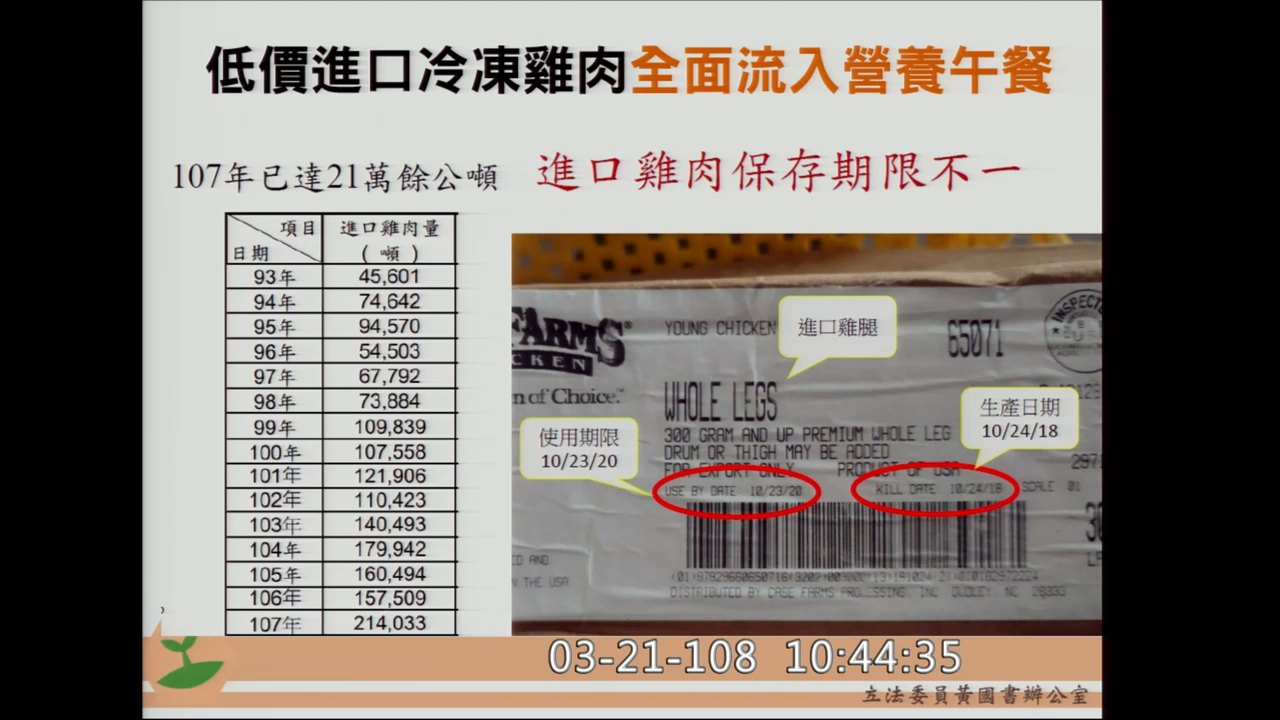 低價進口冷凍雞肉全面流入營養午餐
107年已達21萬餘公噸
進口雞肉保存期限不一
項目 進口雞肉量
日期 (噸)
93年 45,601
94年 74,642
95年 94,570
96年 54,503
97年 67,792
98年 73,884
99年 109,839
100年 107,558
101年 121,906
102年 110,423
103年 140,493
104年 179,942
105年 160,494
106年 157,509
107年 214,033
FARMS
CKEN
n of Choice.
YOUNG CHICKEN
進口雞腿
65071
INSPECT
WHOLE LEGS
生產日期
10/24/18
使用期限
10/23/20
300 GRAM AND UP PREMIUM WHOLE LEG
DRUM OR THIGH MAY BE ADDED
FOR EXPORT ONLY PRODUCT OF USA
USE BY DATE 10/23/20 KILL DATE 10/24/18 SCALE 01
ED AND
N THE USA
DISTRIBUTED BY CASE FARMS PROCESSING, INC. DUDLEY, NC 28333
03-21-108 10:44:35
立法委員黃國書辦公室